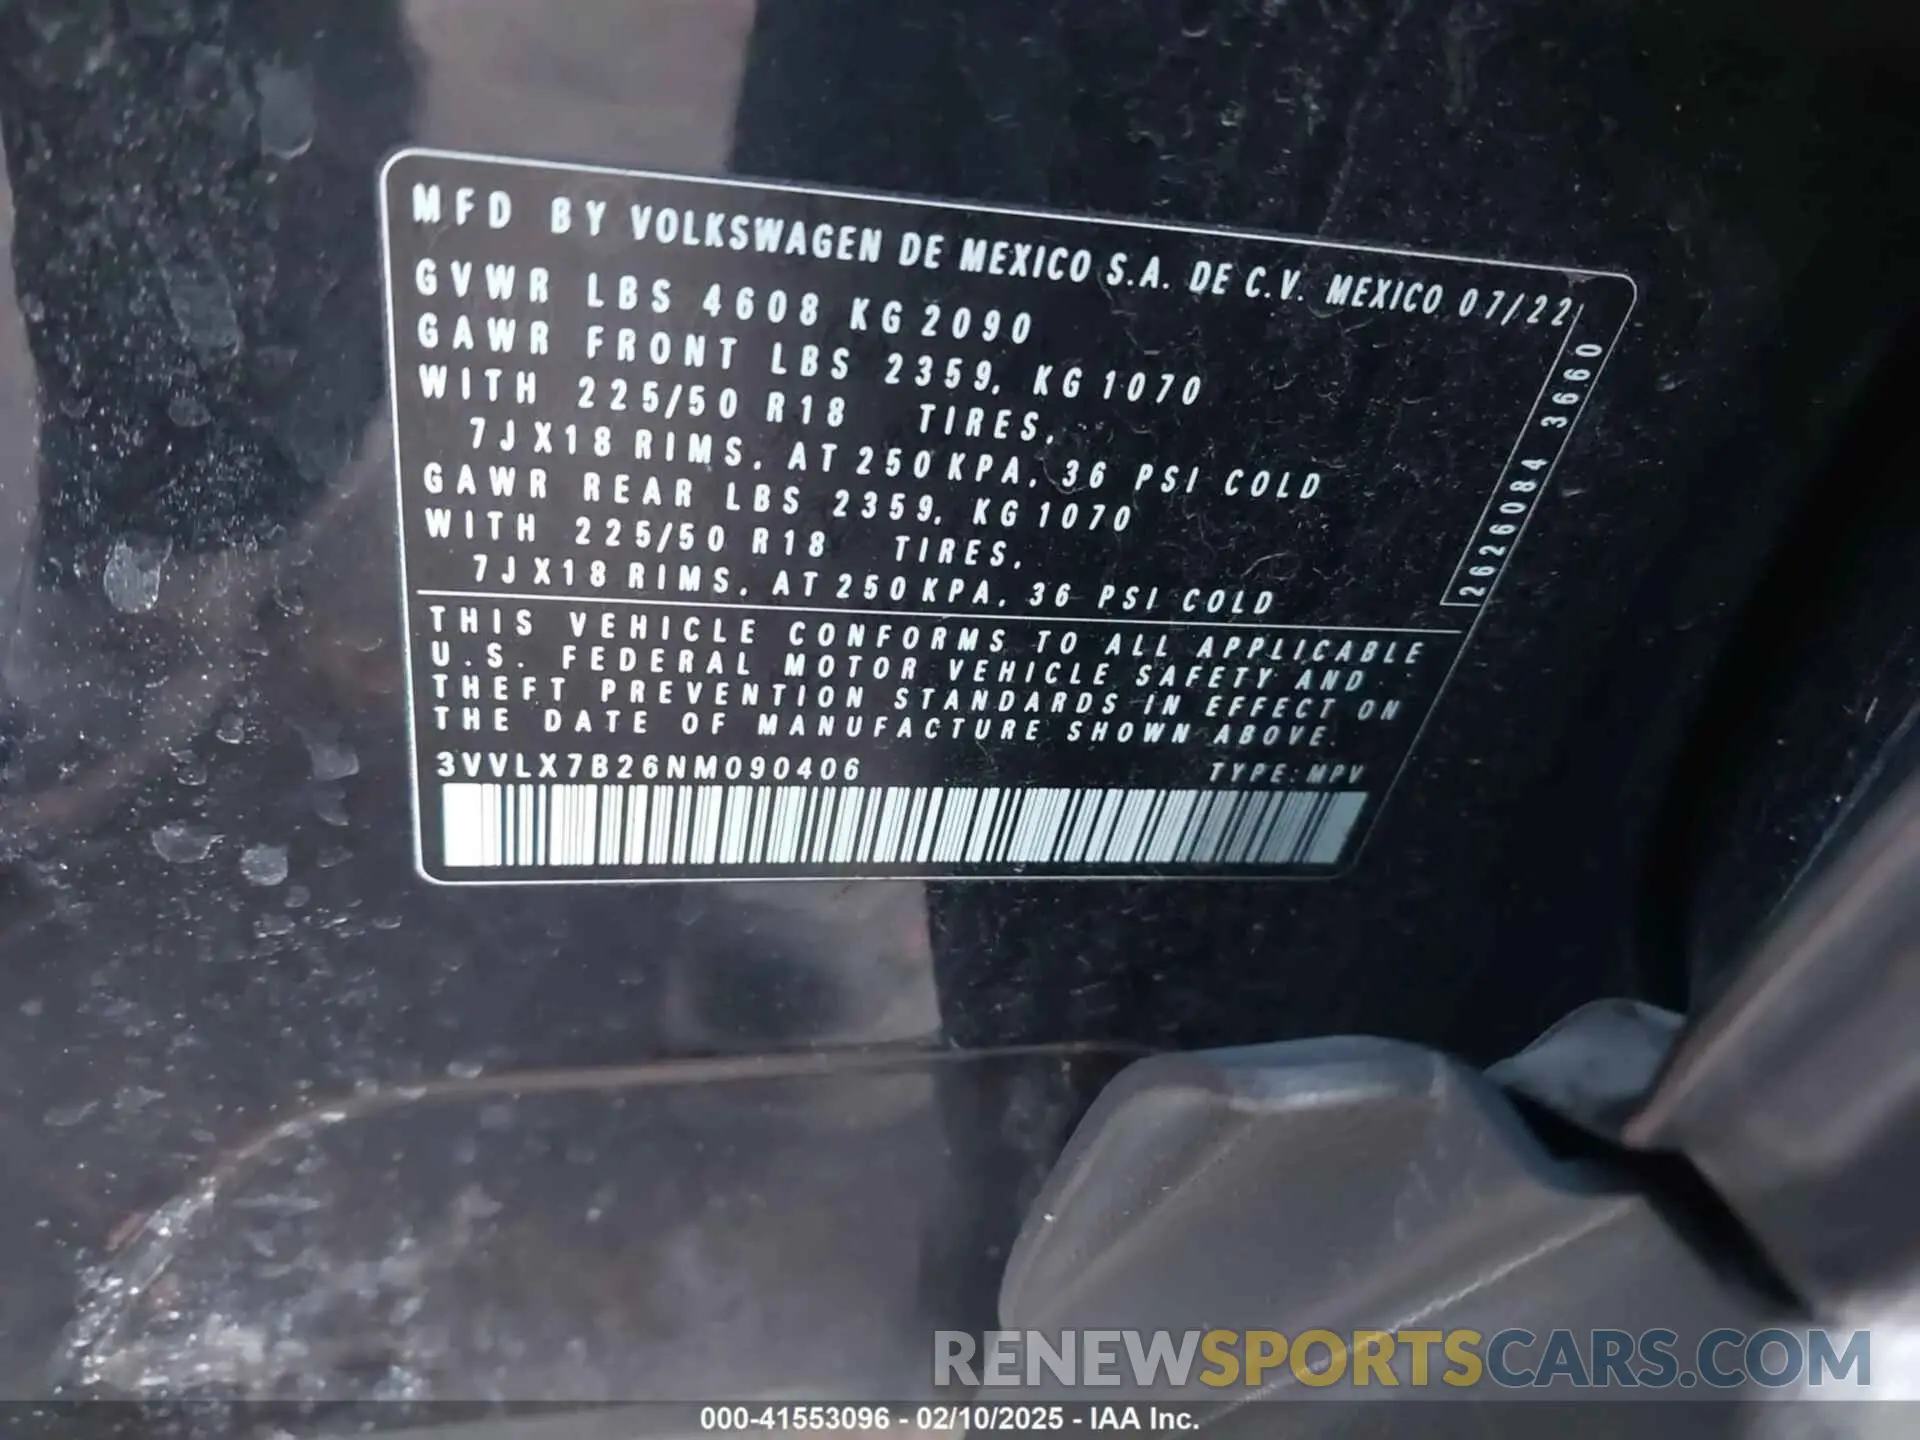 MFD BY VOLKSWAGEN DE MEXICO S.A. DE C.V. MEXICO 07/22
GVWR LBS 4608 KG 2090
GAWR FRONT LBS 2359, KG 1070
WITH 225/50 R18 TIRES,
7J X18 RIMS, AT 250 KPA, 36 PSI COLD
GAWR REAR LBS 2359, KG 1070
WITH 225/50 R18 TIRES,
7J X18 RIMS, AT 250 KPA, 36 PSI COLD
2626084 3660
THIS VEHICLE CONFORMS TO ALL APPLICABLE
U.S. FEDERAL MOTOR VEHICLE SAFETY AND
THEFT PREVENTION STANDARDS IN EFFECT ON
THE DATE OF MANUFACTURE SHOWN ABOVE.
3VVLX7B26NM090406 TYPE: MPV
RENEWSPORTSCARS.COM
000-41553096 - 02/10/2025 - IAA Inc.